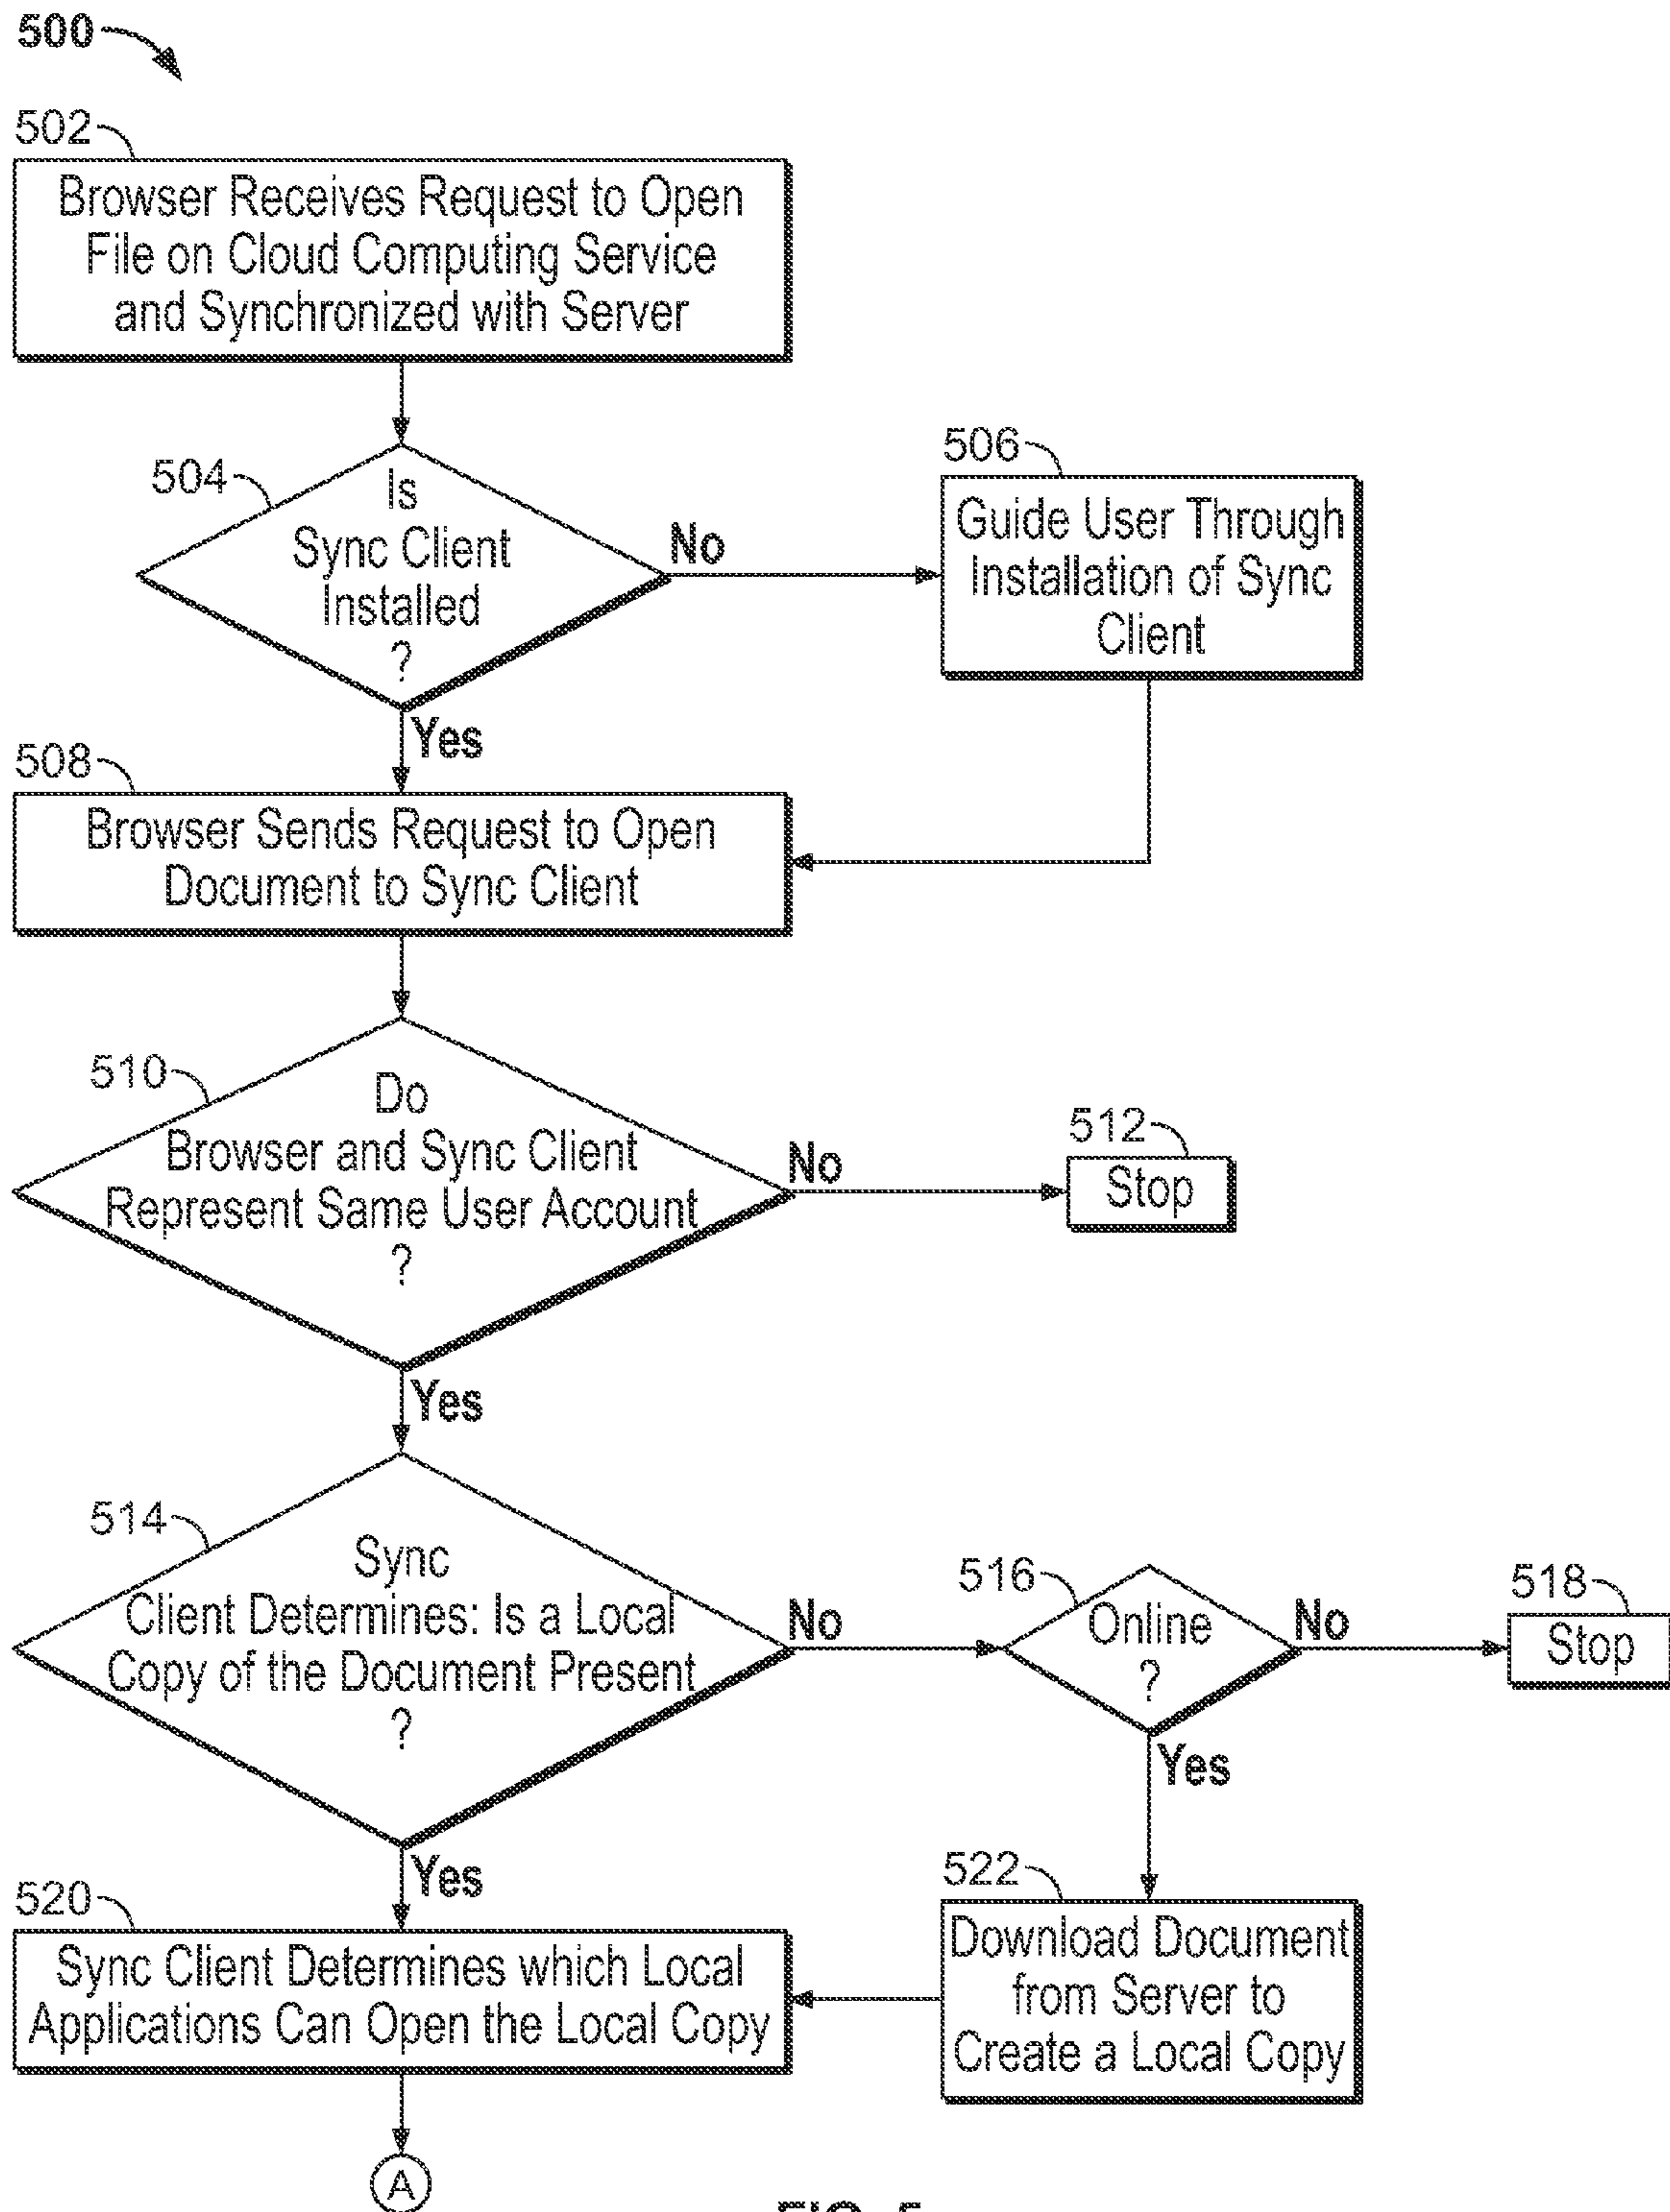 500
502
Browser Receives Request to Open
File on Cloud Computing Service
and Synchronized with Server
504
Is
Sync Client
Installed
?
No
506
Guide User Through
Installation of Sync
Client
Yes
508
Browser Sends Request to Open
Document to Sync Client
510
Do
Browser and Sync Client
Represent Same User Account
?
No
512
Stop
Yes
514
Sync
Client Determines: Is a Local
Copy of the Document Present
?
No
516
Online
?
No
518
Stop
Yes
Yes
520
Sync Client Determines which Local
Applications Can Open the Local Copy
522
Download Document
from Server to
Create a Local Copy
A